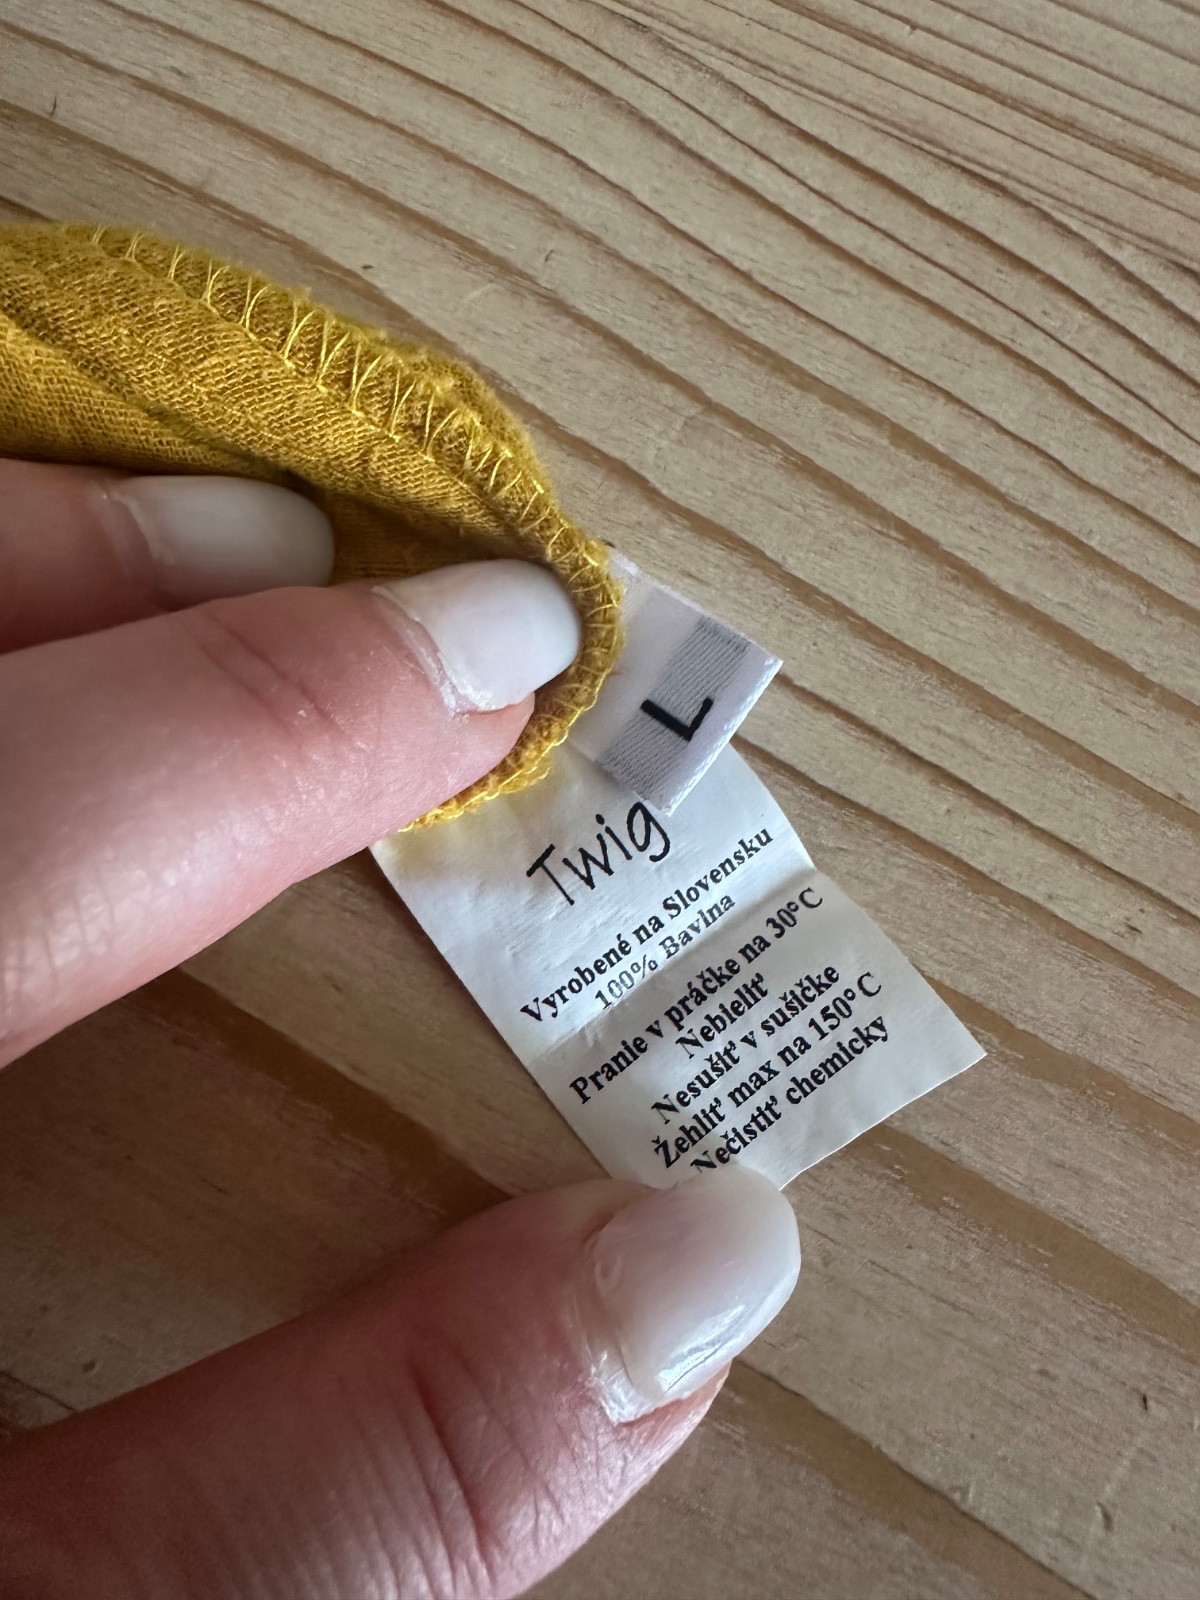 L
Twig
Vyrobené na Slovensku
100% Bavlna
Pranie v práčke na 30°C
Nebieliť
Nesušiť v sušičke
Žehliť max na 150°C
Nečistiť chemicky